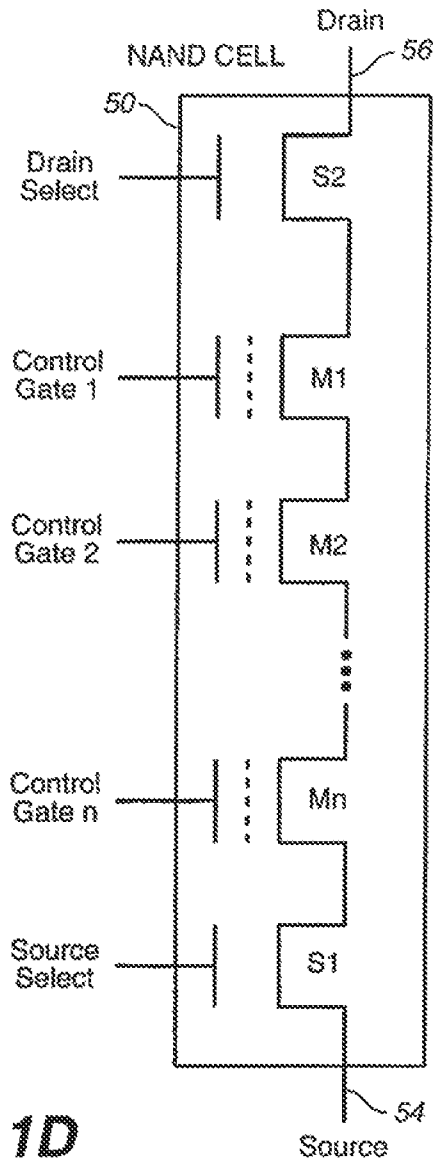 Drain
NAND CELL
56
50
Drain
Select
S2
Control
Gate 1
M1
Control
Gate 2
M2
Control
Gate n
Mn
Source
Select
S1
54
1D
Source